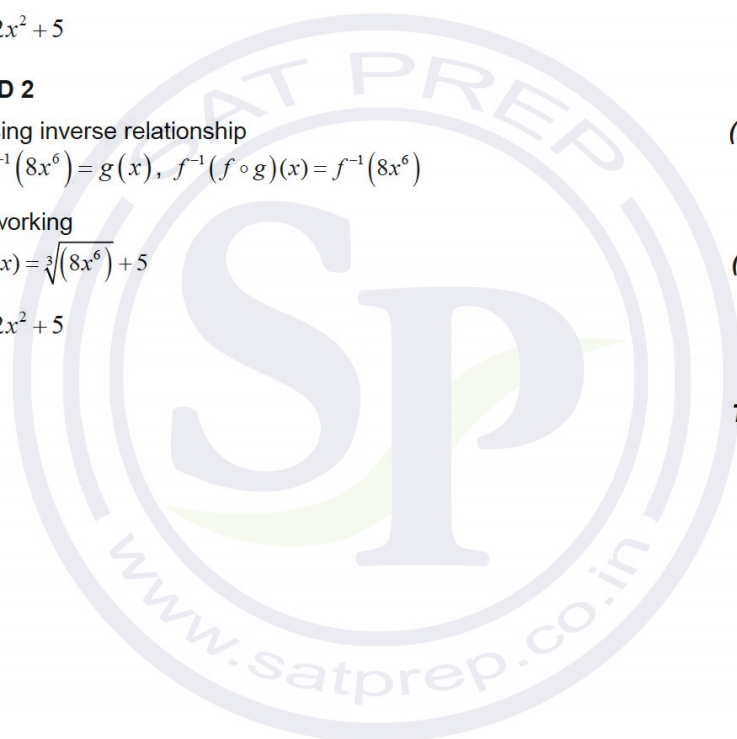 2x² + 5
D 2
ing inverse relationship
⁻¹(8x⁶) = g(x), f⁻¹(f ∘ g)(x) = f⁻¹(8x⁶)
working
x) = ∛(8x⁶) + 5
2x² + 5
SAT PREP
SP
www.satprep.co.in